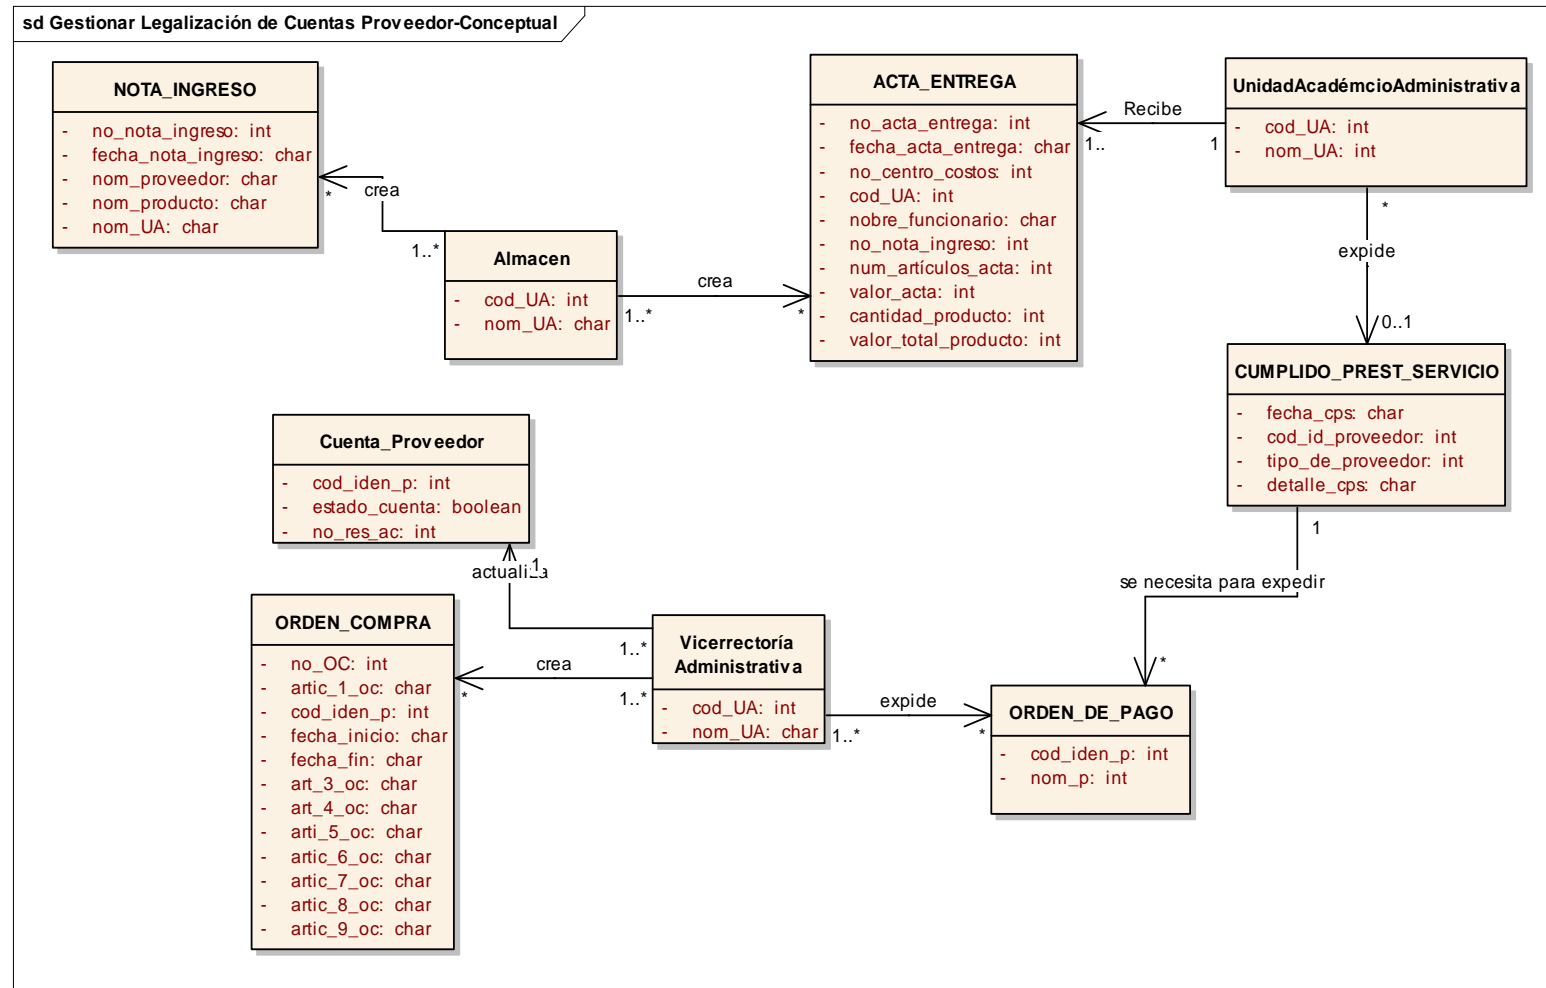 sd Gestionar Legalización de Cuentas Proveedor-Conceptual
NOTA_INGRESO
- no_nota_ingreso: int
- fecha_nota_ingreso: char
- nom_proveedor: char
- nom_producto: char
- nom_UA: char
crea
*
1..*
Almacen
- cod_UA: int
- nom_UA: char
crea
1..*
*
ACTA_ENTREGA
- no_acta_entrega: int
- fecha_acta_entrega: char
- no_centro_costos: int
- cod_UA: int
- nobre_funcionario: char
- no_nota_ingreso: int
- num_artículos_acta: int
- valor_acta: int
- cantidad_producto: int
- valor_total_producto: int
Recibe
1..
1
UnidadAcadémcioAdministrativa
- cod_UA: int
- nom_UA: int
*
expide
0..1
CUMPLIDO_PREST_SERVICIO
- fecha_cps: char
- cod_id_proveedor: int
- tipo_de_proveedor: int
- detalle_cps: char
1
se necesita para expedir
*
Cuenta_Proveedor
- cod_iden_p: int
- estado_cuenta: boolean
- no_res_ac: int
actualiza
1
1..*
ORDEN_COMPRA
- no_OC: int
- artic_1_oc: char
- cod_iden_p: int
- fecha_inicio: char
- fecha_fin: char
- art_3_oc: char
- art_4_oc: char
- arti_5_oc: char
- artic_6_oc: char
- artic_7_oc: char
- artic_8_oc: char
- artic_9_oc: char
crea
*
1..*
Vicerrectoría
Administrativa
- cod_UA: int
- nom_UA: char
expide
1..*
*
ORDEN_DE_PAGO
- cod_iden_p: int
- nom_p: int